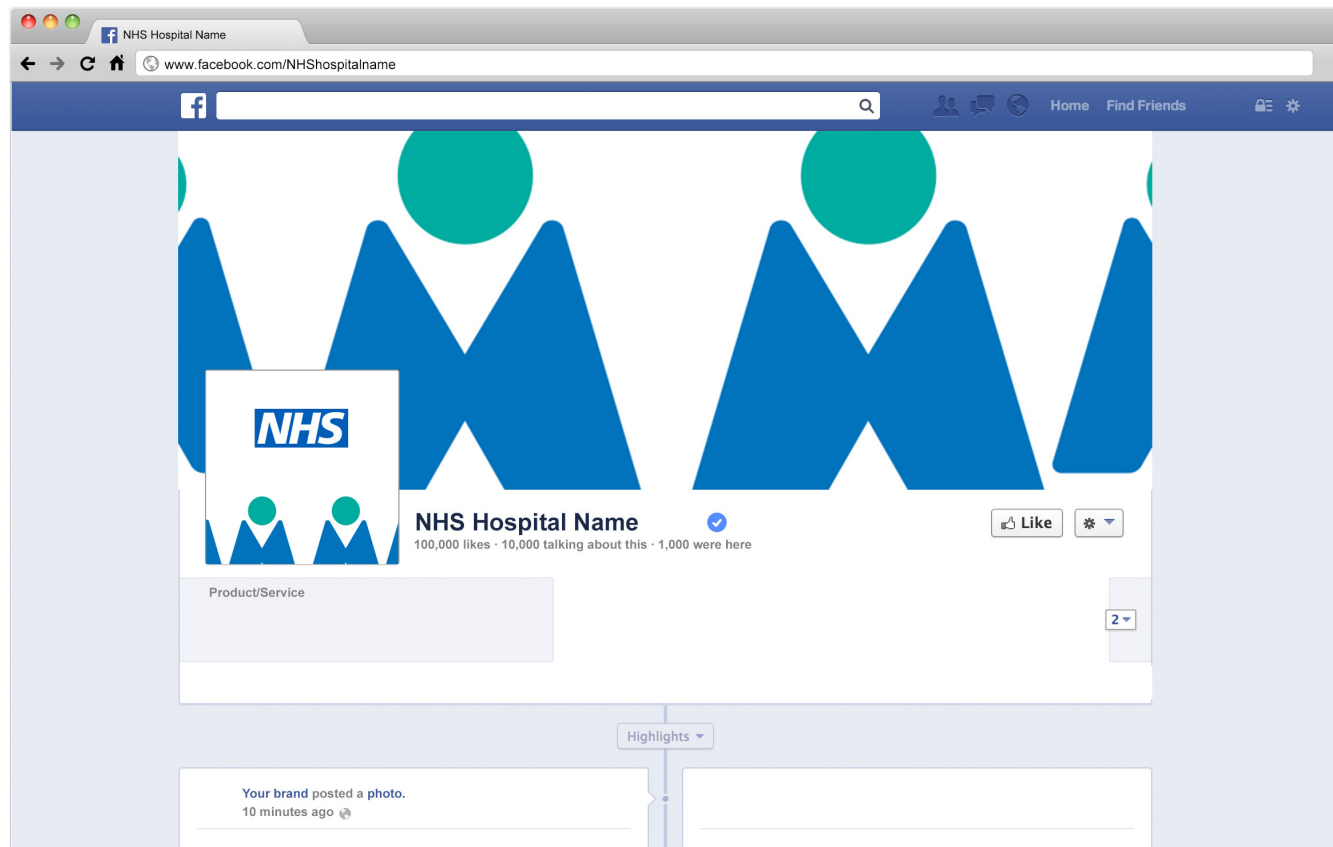 NHS Hospital Name
www.facebook.com/NHShospitalname
f
Home Find Friends
NHS
NHS Hospital Name
Like
100,000 likes · 10,000 talking about this · 1,000 were here
Product/Service
2
Highlights
Your brand posted a photo.
10 minutes ago